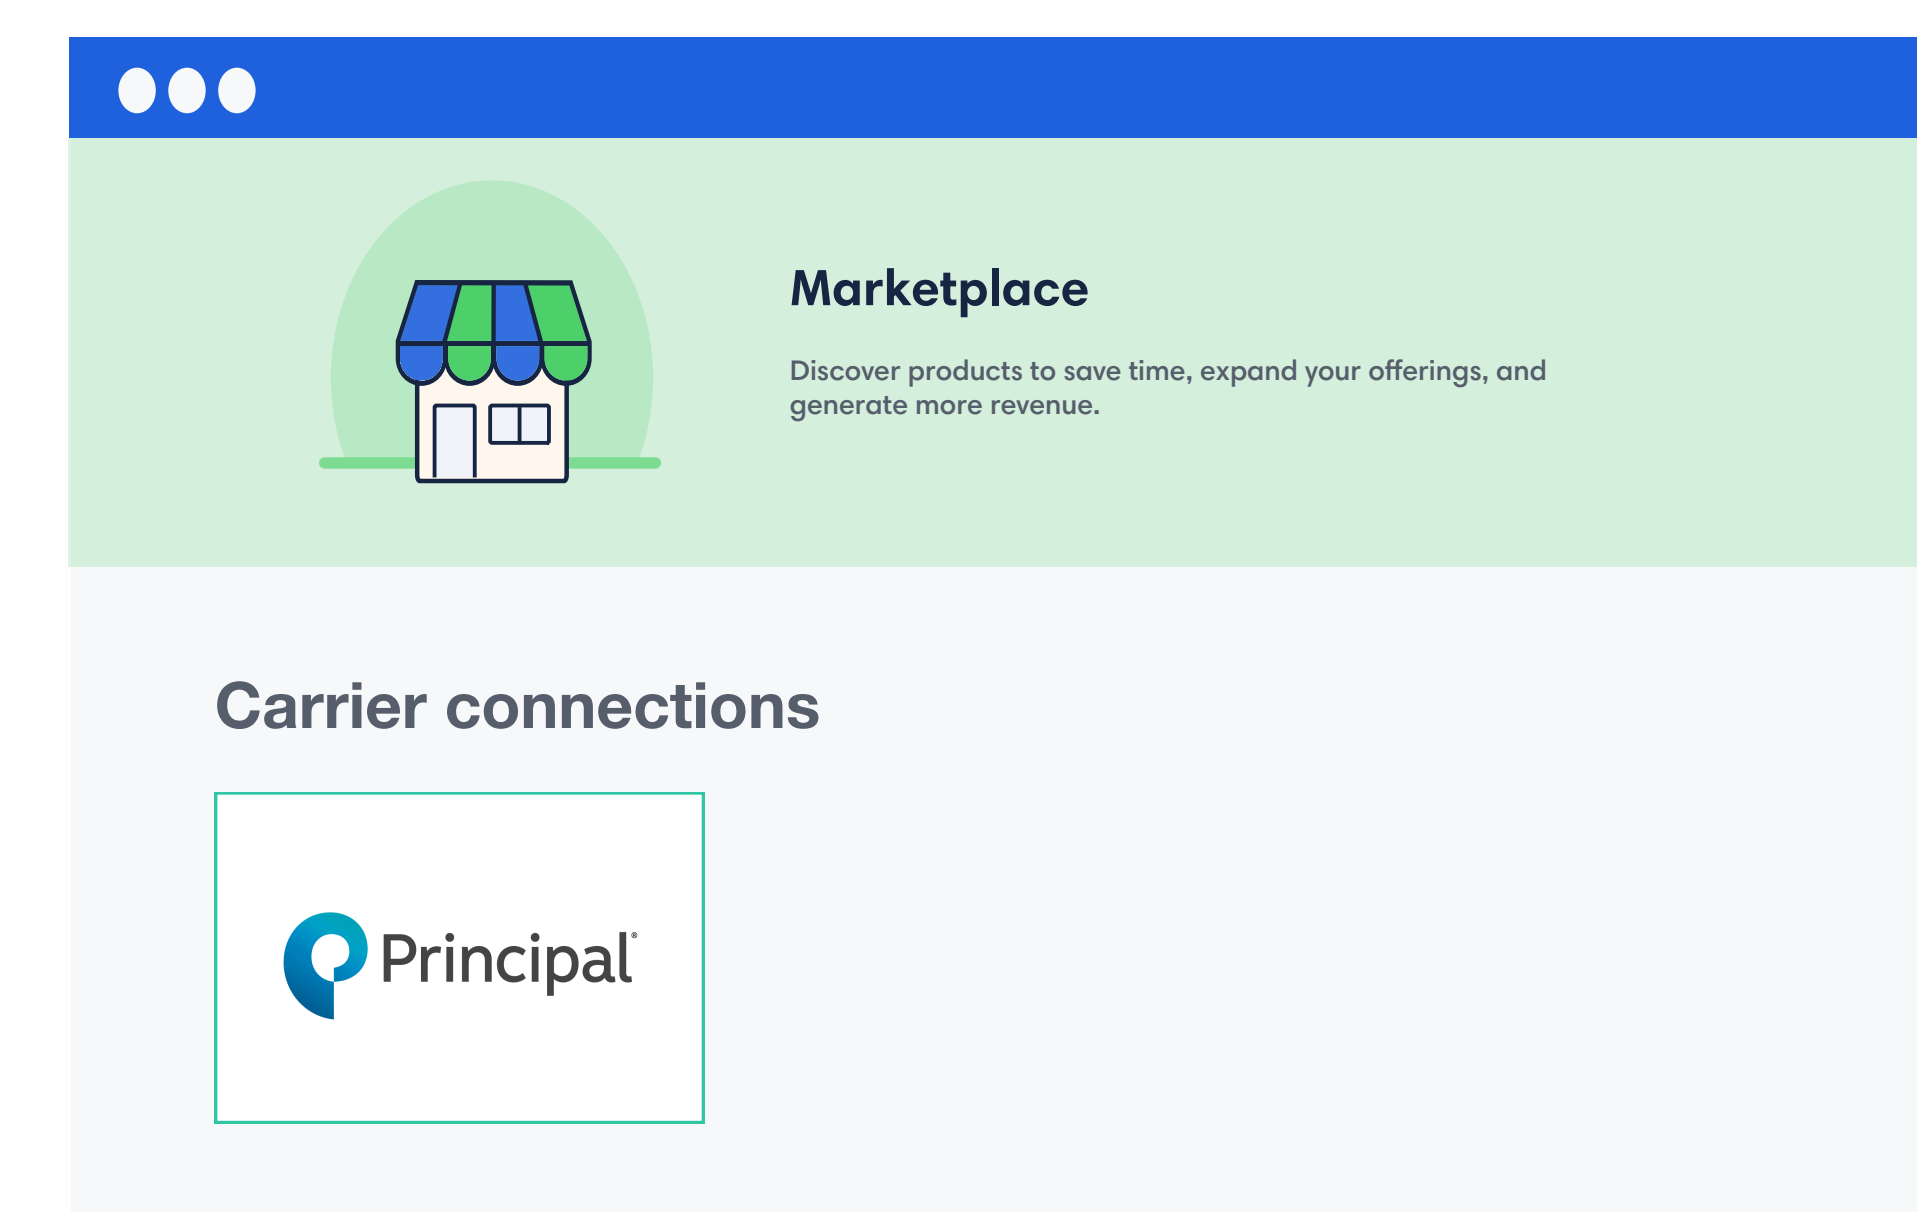 Marketplace
Discover products to save time, expand your offerings, and
generate more revenue.
Carrier connections
Principal®